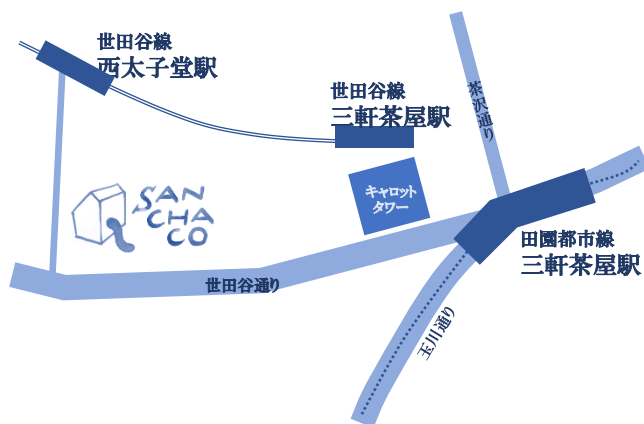 世田谷線
西太子堂駅
世田谷線
三軒茶屋駅
茶沢通り
キャロット
タワー
SAN
CHA
CO
田園都市線
三軒茶屋駅
世田谷通り
玉川通り